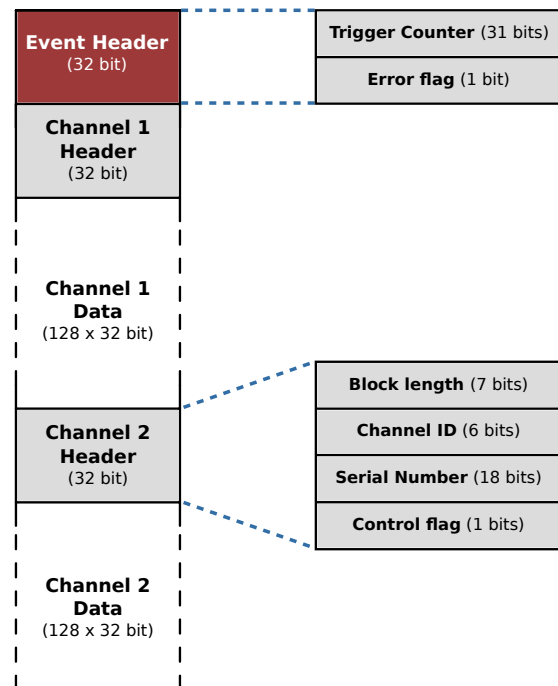 Event Header
(32 bit)
Trigger Counter (31 bits)
Error flag (1 bit)
Channel 1
Header
(32 bit)
Channel 1
Data
(128 x 32 bit)
Channel 2
Header
(32 bit)
Block length (7 bits)
Channel ID (6 bits)
Serial Number (18 bits)
Control flag (1 bits)
Channel 2
Data
(128 x 32 bit)